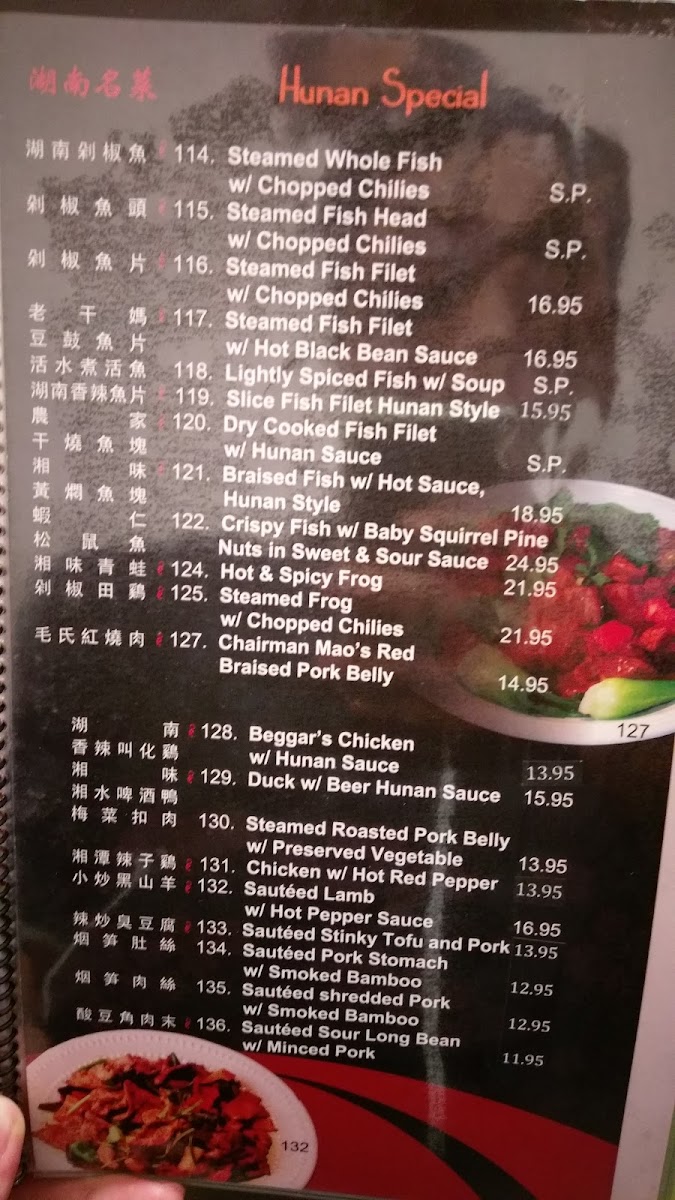 湖南名菜 Hunan Special
湖南剁椒魚 114. Steamed Whole Fish
w/ Chopped Chilies S.P.
剁椒魚頭 115. Steamed Fish Head
w/ Chopped Chilies S.P.
剁椒魚片 116. Steamed Fish Filet
w/ Chopped Chilies 16.95
老干媽 117. Steamed Fish Filet
豆鼓魚片 w/ Hot Black Bean Sauce 16.95
活水煮活魚 118. Lightly Spiced Fish w/ Soup S.P.
湖南香辣魚片 119. Slice Fish Filet Hunan Style 15.95
農家 120. Dry Cooked Fish Filet
干燒魚塊 w/ Hunan Sauce S.P.
湘味 121. Braised Fish w/ Hot Sauce,
黃燜魚塊 Hunan Style 18.95
蝦仁 122. Crispy Fish w/ Baby Squirrel Pine
松鼠魚 Nuts in Sweet & Sour Sauce 24.95
湘味青蛙 124. Hot & Spicy Frog 21.95
剁椒田鷄 125. Steamed Frog
w/ Chopped Chilies 21.95
毛氏紅燒肉 127. Chairman Mao's Red
Braised Pork Belly 14.95
127
湖南 128. Beggar's Chicken
香辣叫化鷄 w/ Hunan Sauce 13.95
湘味 129. Duck w/ Beer Hunan Sauce 15.95
湘水啤酒鴨
梅菜扣肉 130. Steamed Roasted Pork Belly
w/ Preserved Vegetable 13.95
湘潭辣子鷄 131. Chicken w/ Hot Red Pepper 13.95
小炒黑山羊 132. Sautéed Lamb
w/ Hot Pepper Sauce 16.95
辣炒臭豆腐 133. Sautéed Stinky Tofu and Pork 13.95
烟笋肚絲 134. Sautéed Pork Stomach
w/ Smoked Bamboo 12.95
烟笋肉絲 135. Sautéed shredded Pork
w/ Smoked Bamboo 12.95
酸豆角肉末 136. Sautéed Sour Long Bean
w/ Minced Pork 11.95
132